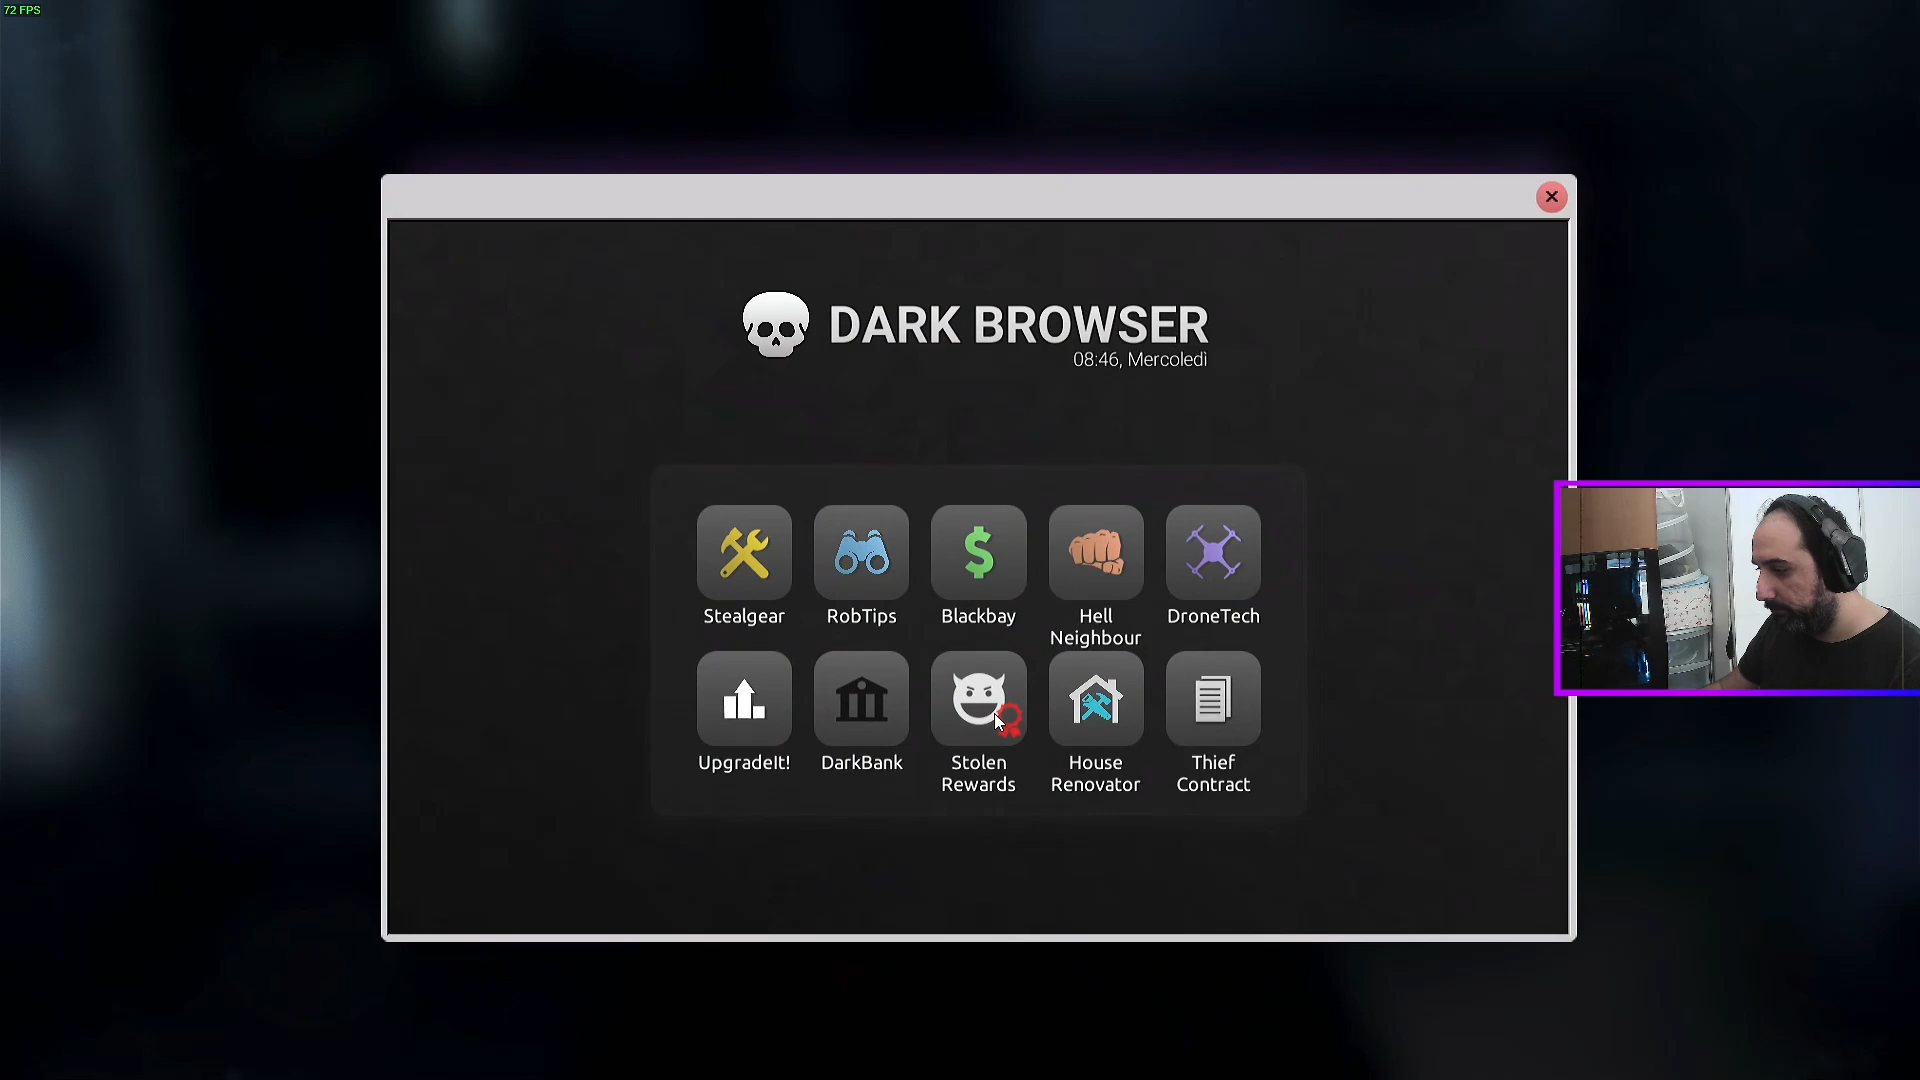 72 FPS
DARK BROWSER
08:46, Mercoledì
Stealgear
RobTips
Blackbay
Hell
Neighbour
DroneTech
UpgradeIt!
DarkBank
Stolen
Rewards
House
Renovator
Thief
Contract